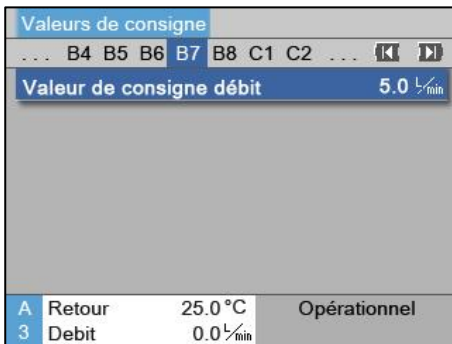 Valeurs de consigne
... B4 B5 B6 B7 B8 C1 C2 ...
Valeur de consigne débit 5.0 L/min
A Retour 25.0 °C Opérationnel
3 Debit 0.0 L/min